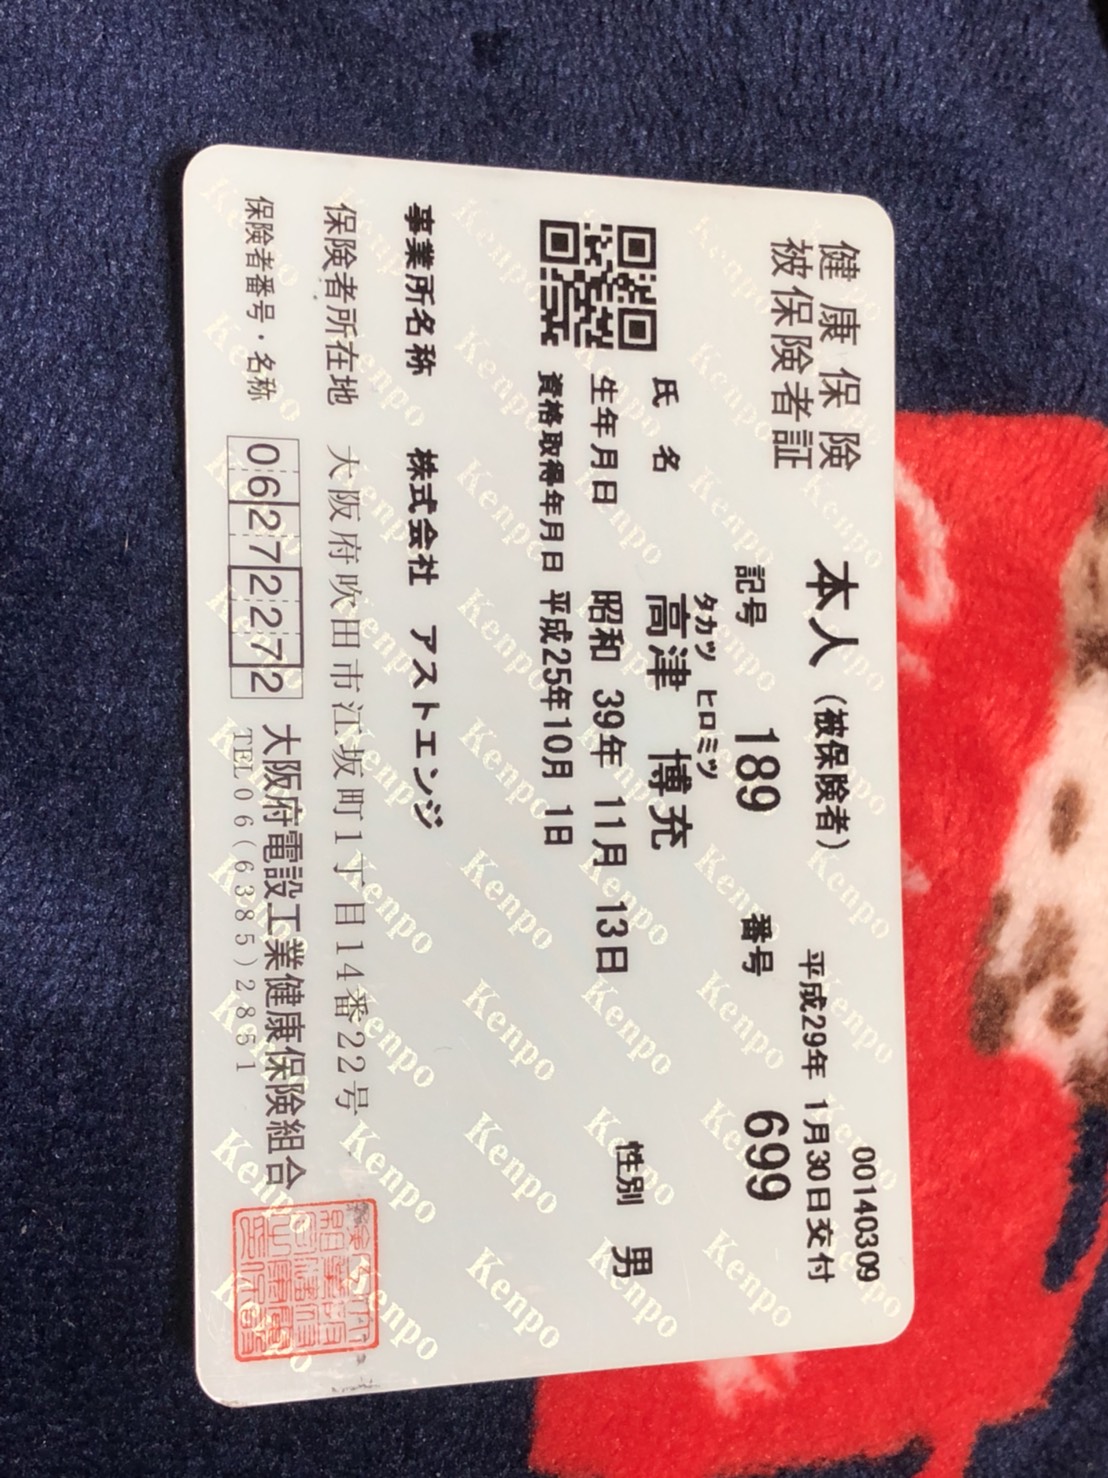 00140309
健康保険
被保険者証
本人（被保険者）
平成29年 1月30日交付
記号 189 番号 699
タカツ ヒロミツ
氏名 高津 博充
性別 男
生年月日 昭和 39年 11月 13日
資格取得年月日 平成25年10月 1日
事業所名称 株式会社 アストエンジ
保険者所在地 大阪府吹田市江坂町1丁目14番22号
保険者番号・名称 06272272 大阪府電設工業健康保険組合
TEL06(6385)2851
Kenpo